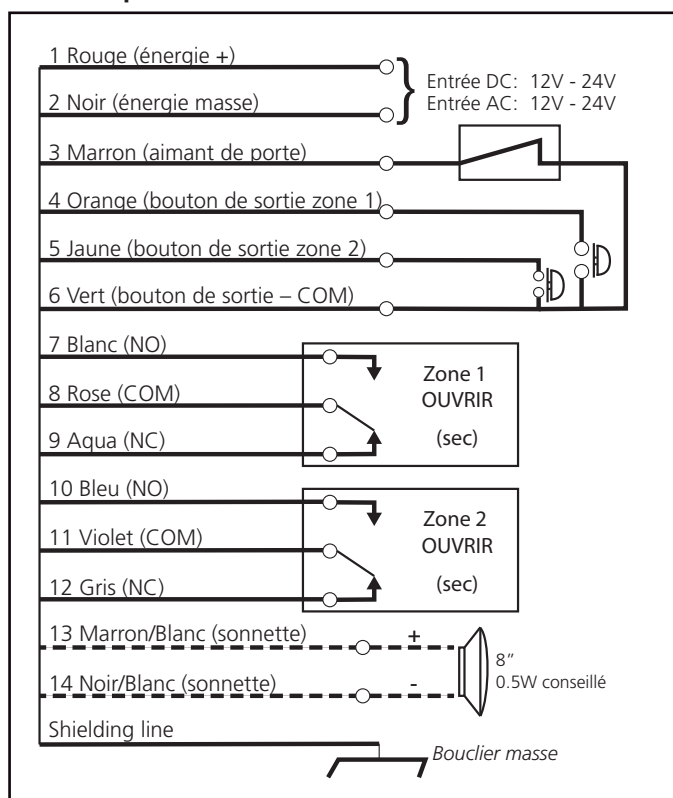 1 Rouge (énergie +)
Entrée DC: 12V - 24V
2 Noir (énergie masse)
Entrée AC: 12V - 24V
3 Marron (aimant de porte)
4 Orange (bouton de sortie zone 1)
5 Jaune (bouton de sortie zone 2)
6 Vert (bouton de sortie – COM)
7 Blanc (NO)
Zone 1
8 Rose (COM)
OUVRIR
9 Aqua (NC)
(sec)
10 Bleu (NO)
Zone 2
11 Violet (COM)
OUVRIR
12 Gris (NC)
(sec)
13 Marron/Blanc (sonnette)
+
8"
0.5W conseillé
14 Noir/Blanc (sonnette)
-
Shielding line
Bouclier masse